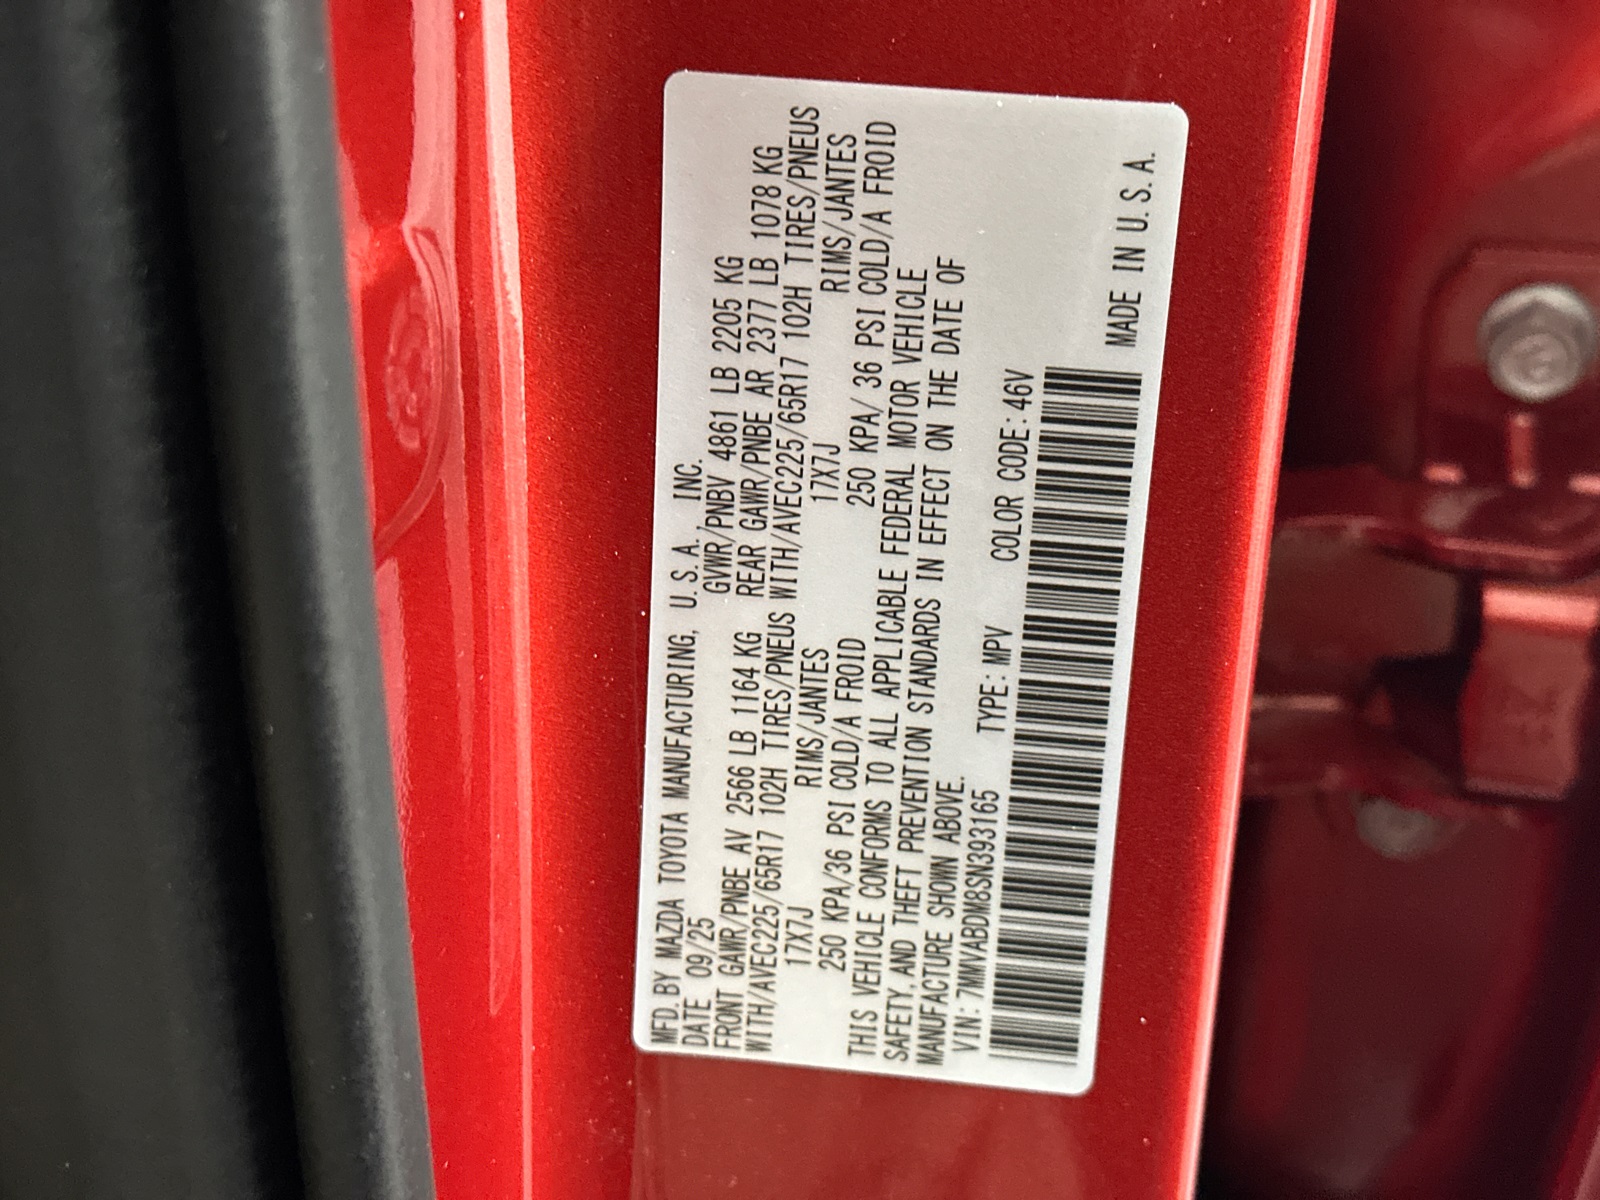 MFD. BY MAZDA TOYOTA MANUFACTURING, U. S. A., INC.
DATE 09/25 GVWR/PNBV 4861 LB 2205 KG
FRONT GAWR/PNBE AV 2566 LB 1164 KG REAR GAWR/PNBE AR 2377 LB 1078 KG
WITH/AVEC225/65R17 102H TIRES/PNEUS WITH/AVEC225/65R17 102H TIRES/PNEUS
17X7J RIMS/JANTES 17X7J RIMS/JANTES
250 KPA/36 PSI COLD/A FROID 250 KPA/ 36 PSI COLD/A FROID
THIS VEHICLE CONFORMS TO ALL APPLICABLE FEDERAL MOTOR VEHICLE
SAFETY, AND THEFT PREVENTION STANDARDS IN EFFECT ON THE DATE OF
MANUFACTURE SHOWN ABOVE.
VIN: 7MMVABDM8SN393165 TYPE: MPV COLOR CODE: 46V
MADE IN U. S. A.